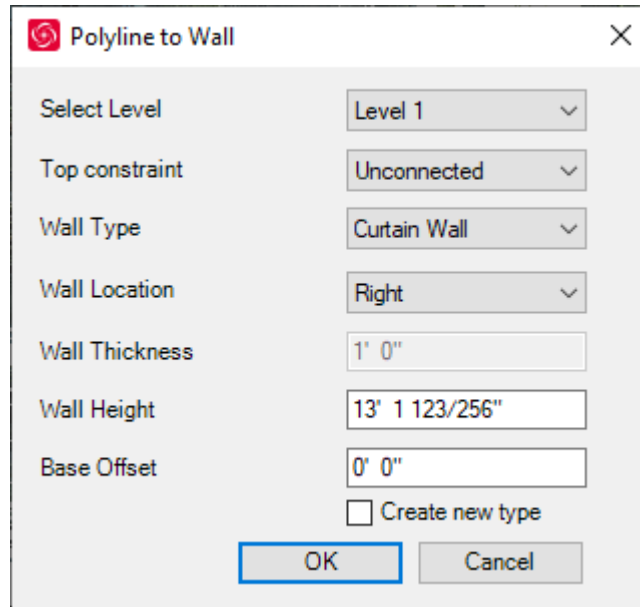 Polyline to Wall
Select Level Level 1
Top constraint Unconnected
Wall Type Curtain Wall
Wall Location Right
Wall Thickness 1' 0"
Wall Height 13' 1 123/256"
Base Offset 0' 0"
Create new type
OK Cancel